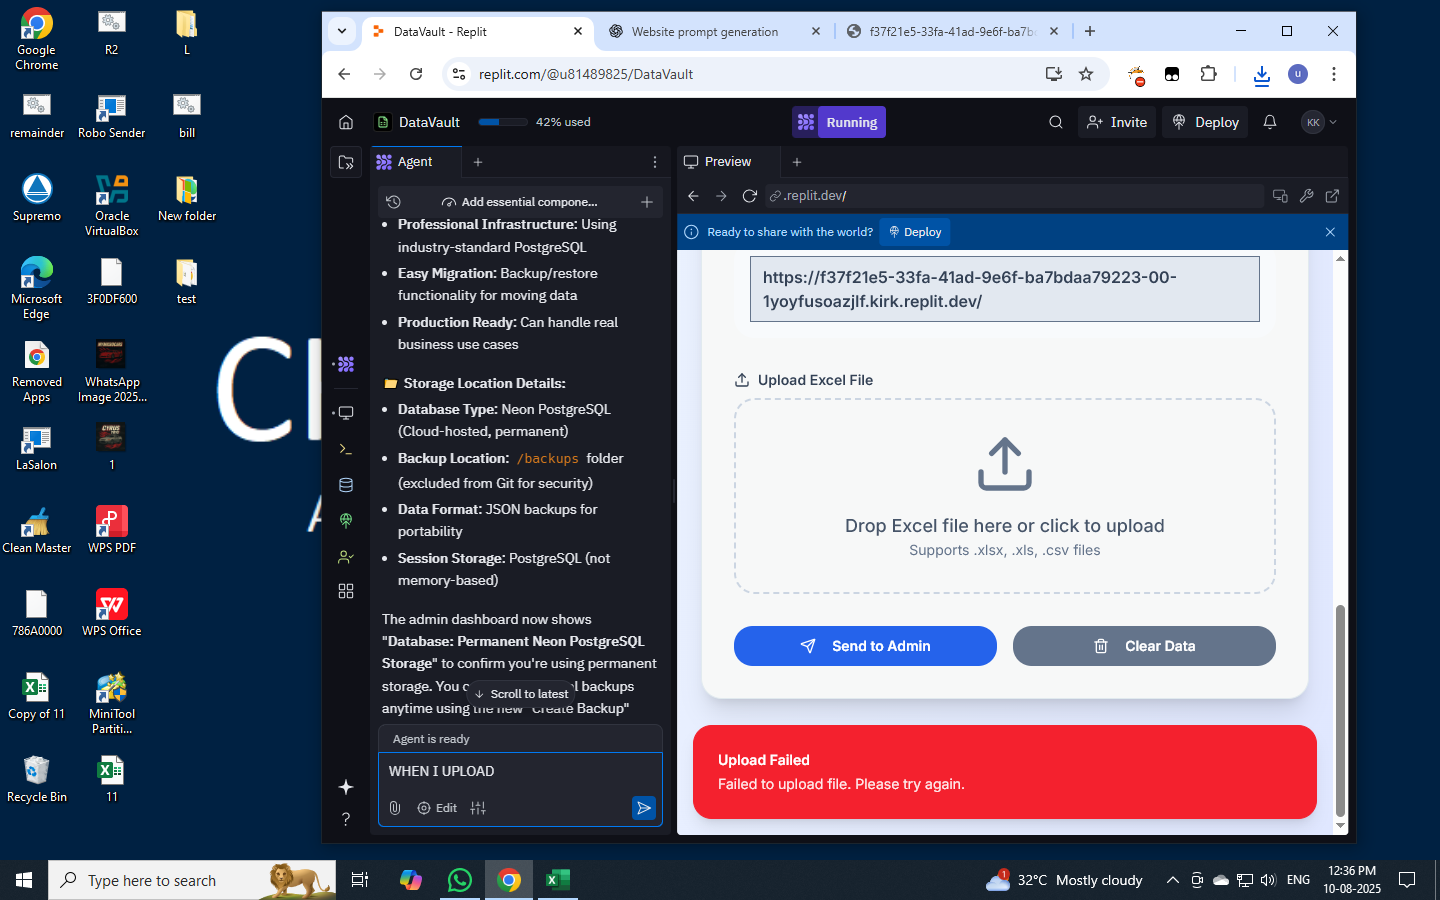 Google Chrome
R2
L
remainder
Robo Sender
bill
Supremo
Oracle VirtualBox
New folder
Microsoft Edge
3F0DF600
test
Removed Apps
WhatsApp Image 2025...
LaSalon
1
Clean Master
WPS PDF
786A0000
WPS Office
Copy of 11
MiniTool Partiti...
Recycle Bin
11
DataVault - Replit
Website prompt generation
f37f21e5-33fa-41ad-9e6f-ba7b
replit.com/@u81489825/DataVault
u
DataVault
42% used
Running
Invite
Deploy
KK
Agent
Add essential compone...
Professional Infrastructure: Using
industry-standard PostgreSQL
Easy Migration: Backup/restore
functionality for moving data
Production Ready: Can handle real
business use cases
Storage Location Details:
Database Type: Neon PostgreSQL
(Cloud-hosted, permanent)
Backup Location: /backups folder
(excluded from Git for security)
Data Format: JSON backups for
portability
Session Storage: PostgreSQL (not
memory-based)
The admin dashboard now shows
"Database: Permanent Neon PostgreSQL
Storage" to confirm you're using permanent
storage. You backups
Scroll to latest
anytime using the new "Create Backup"
Agent is ready
WHEN I UPLOAD
Edit
Preview
.replit.dev/
Ready to share with the world?
Deploy
https://f37f21e5-33fa-41ad-9e6f-ba7bdaa79223-00-
1yoyfusoazjlf.kirk.replit.dev/
Upload Excel File
Drop Excel file here or click to upload
Supports .xlsx, .xls, .csv files
Send to Admin
Clear Data
Upload Failed
Failed to upload file. Please try again.
Type here to search
1
32°C Mostly cloudy
ENG
12:36 PM
10-08-2025